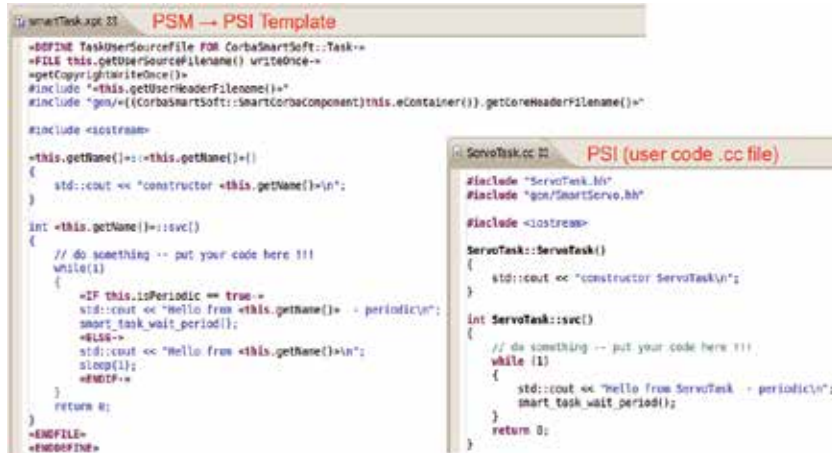 smartTask.xpt PSM → PSI Template
«DEFINE TaskUserSourceFile FOR CorbaSmartSoft::Task-»
«FILE this.getUserSourceFilename() writeOnce-»
«getCopyrightWriteOnce()»
#include "«this.getUserHeaderFilename()»"
#include "gen/«((CorbaSmartSoft::SmartCorbaComponent)this.eContainer()).getCoreHeaderFilename()»"
#include <iostream>
«this.getName()»::«this.getName()»()
{
std::cout << "constructor «this.getName()»\n";
}
int «this.getName()»::svc()
{
// do something -- put your code here !!!
while(1)
{
«IF this.isPeriodic == true-»
std::cout << "Hello from «this.getName()» - periodic\n";
smart_task_wait_period();
«ELSE-»
std::cout << "Hello from «this.getName()»\n";
sleep(1);
«ENDIF-»
}
return 0;
}
«ENDFILE»
«ENDDEFINE»
ServoTask.cc PSI (user code .cc file)
#include "ServoTask.hh"
#include "gen/SmartServo.hh"
#include <iostream>
ServoTask::ServoTask()
{
std::cout << "constructor ServoTask\n";
}
int ServoTask::svc()
{
// do something -- put your code here !!!
while (1)
{
std::cout << "Hello from ServoTask - periodic\n";
smart_task_wait_period();
}
return 0;
}